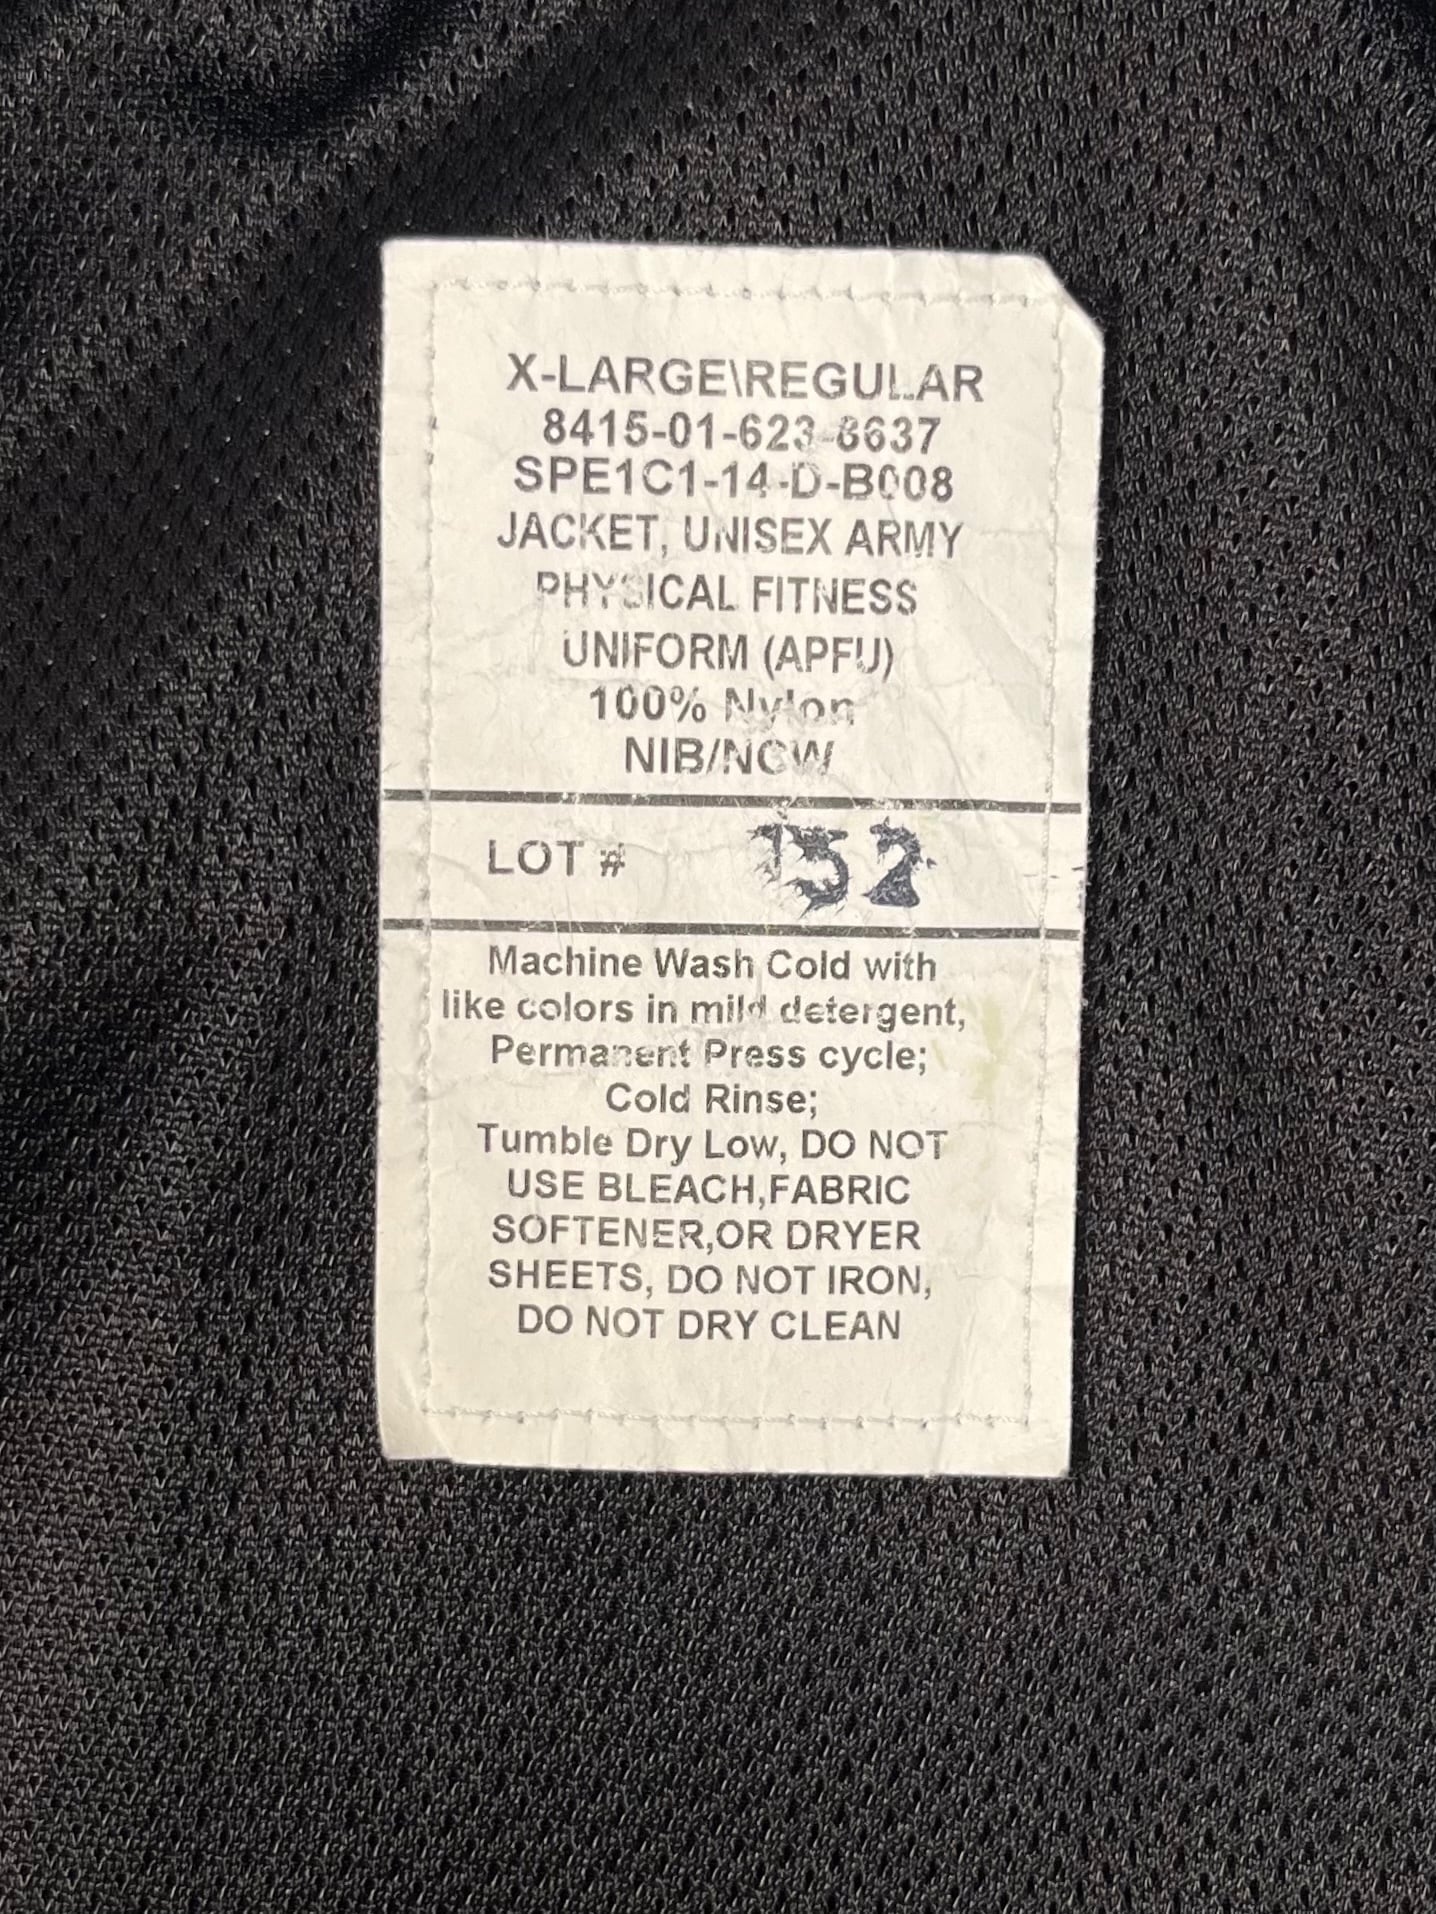 X-LARGE\REGULAR
8415-01-623-8637
SPE1C1-14-D-B008
JACKET, UNISEX ARMY
PHYSICAL FITNESS
UNIFORM (APFU)
100% Nylon
NIB/NGW
LOT #
Machine Wash Cold with
like colors in mild detergent,
Permanent Press cycle;
Cold Rinse;
Tumble Dry Low, DO NOT
USE BLEACH,FABRIC
SOFTENER,OR DRYER
SHEETS, DO NOT IRON,
DO NOT DRY CLEAN